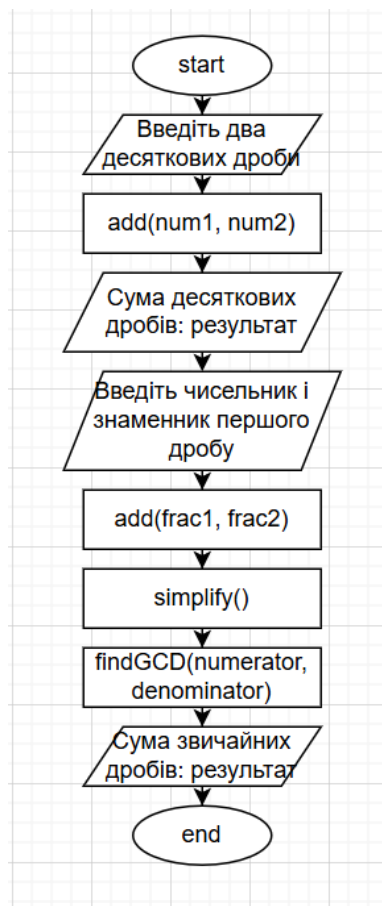 start
Введіть два
десяткових дроби
add(num1, num2)
Сума десяткових
дробів: результат
Введіть чисельник і
знаменник першого
дробу
add(frac1, frac2)
simplify()
findGCD(numerator,
denominator)
Сума звичайних
дробів: результат
end